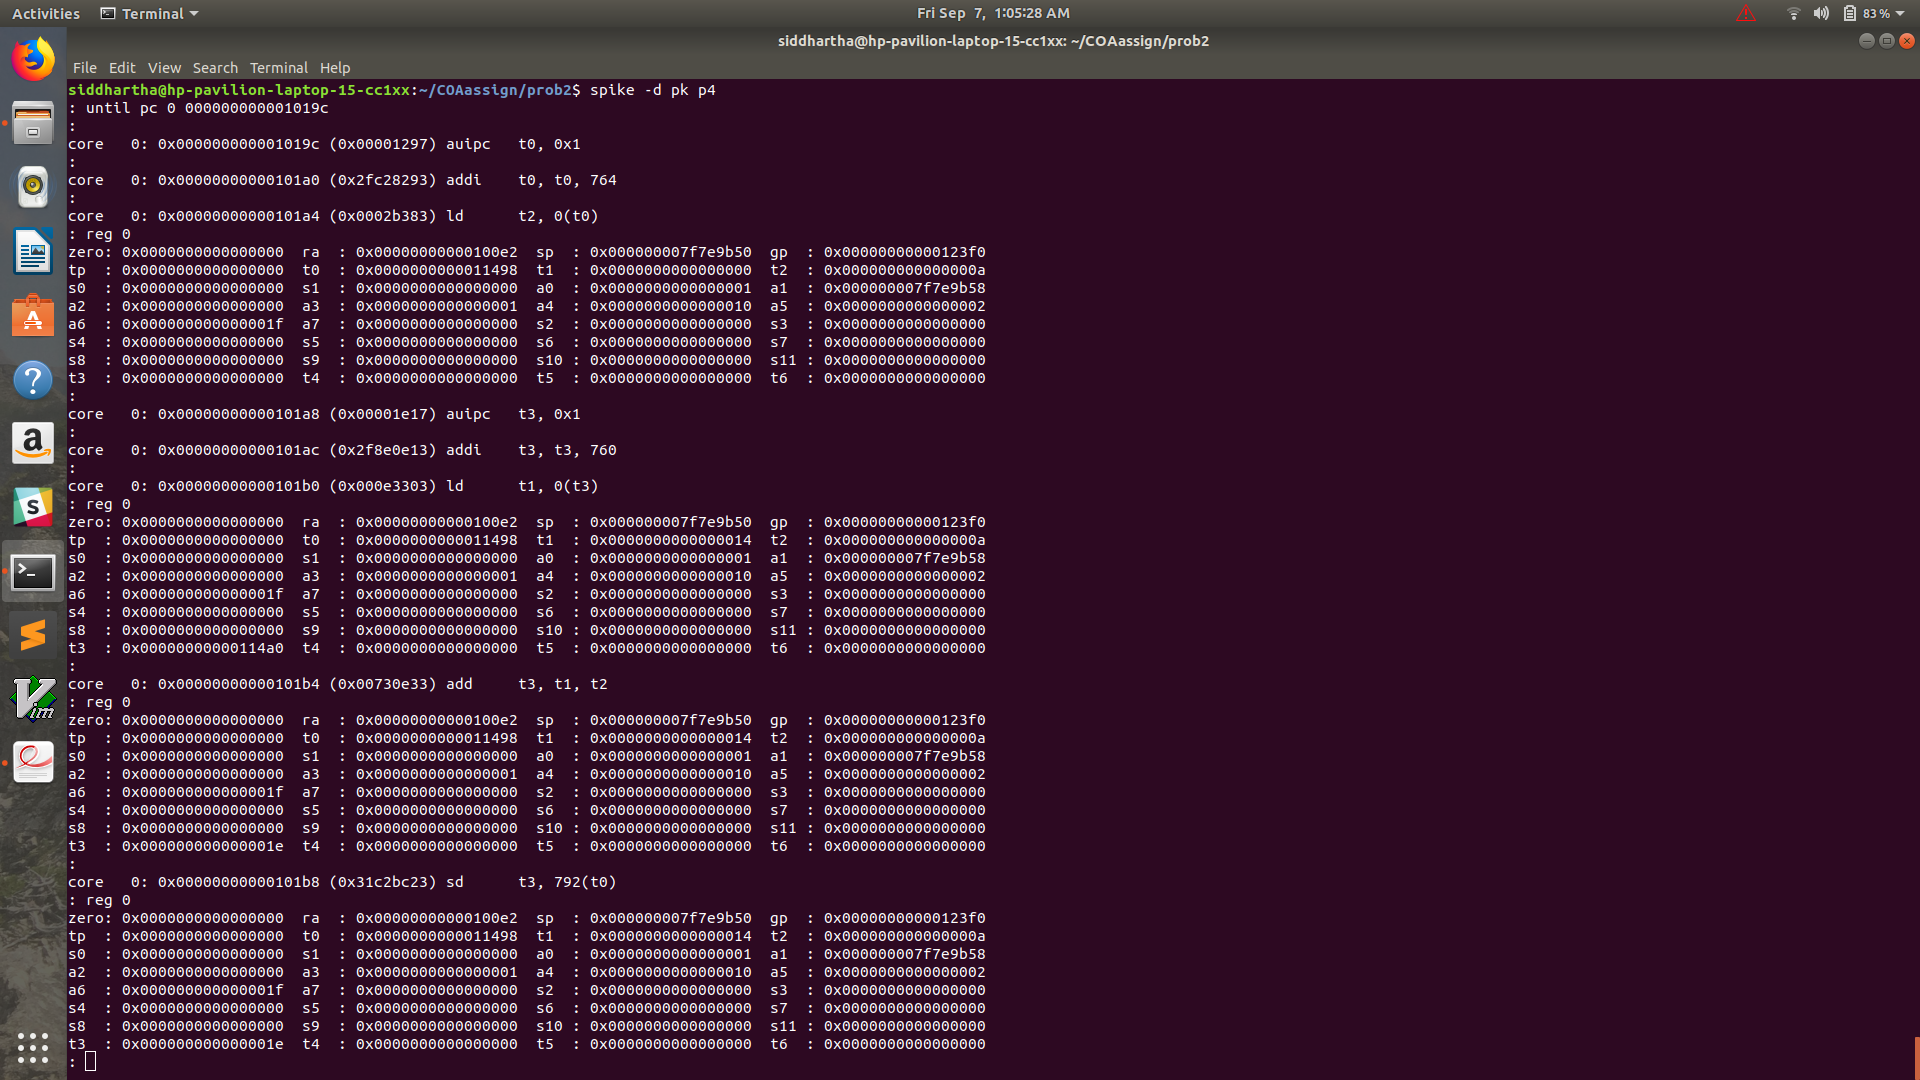 Activities Terminal Fri Sep 7, 1:05:28 AM 83 %
siddhartha@hp-pavilion-laptop-15-cc1xx: ~/COAassign/prob2
File Edit View Search Terminal Help
siddhartha@hp-pavilion-laptop-15-cc1xx:~/COAassign/prob2$ spike -d pk p4
: until pc 0 000000000001019c
:
core   0: 0x000000000001019c (0x00001297) auipc   t0, 0x1
:
core   0: 0x00000000000101a0 (0x2fc28293) addi    t0, t0, 764
:
core   0: 0x00000000000101a4 (0x0002b383) ld      t2, 0(t0)
: reg 0
zero: 0x0000000000000000  ra  : 0x00000000000100e2  sp  : 0x000000007f7e9b50  gp  : 0x00000000000123f0
tp  : 0x0000000000000000  t0  : 0x0000000000011498  t1  : 0x0000000000000000  t2  : 0x000000000000000a
s0  : 0x0000000000000000  s1  : 0x0000000000000000  a0  : 0x0000000000000001  a1  : 0x000000007f7e9b58
a2  : 0x0000000000000000  a3  : 0x0000000000000001  a4  : 0x0000000000000010  a5  : 0x0000000000000002
a6  : 0x000000000000001f  a7  : 0x0000000000000000  s2  : 0x0000000000000000  s3  : 0x0000000000000000
s4  : 0x0000000000000000  s5  : 0x0000000000000000  s6  : 0x0000000000000000  s7  : 0x0000000000000000
s8  : 0x0000000000000000  s9  : 0x0000000000000000  s10 : 0x0000000000000000  s11 : 0x0000000000000000
t3  : 0x0000000000000000  t4  : 0x0000000000000000  t5  : 0x0000000000000000  t6  : 0x0000000000000000
:
core   0: 0x00000000000101a8 (0x00001e17) auipc   t3, 0x1
:
core   0: 0x00000000000101ac (0x2f8e0e13) addi    t3, t3, 760
:
core   0: 0x00000000000101b0 (0x000e3303) ld      t1, 0(t3)
: reg 0
zero: 0x0000000000000000  ra  : 0x00000000000100e2  sp  : 0x000000007f7e9b50  gp  : 0x00000000000123f0
tp  : 0x0000000000000000  t0  : 0x0000000000011498  t1  : 0x0000000000000014  t2  : 0x000000000000000a
s0  : 0x0000000000000000  s1  : 0x0000000000000000  a0  : 0x0000000000000001  a1  : 0x000000007f7e9b58
a2  : 0x0000000000000000  a3  : 0x0000000000000001  a4  : 0x0000000000000010  a5  : 0x0000000000000002
a6  : 0x000000000000001f  a7  : 0x0000000000000000  s2  : 0x0000000000000000  s3  : 0x0000000000000000
s4  : 0x0000000000000000  s5  : 0x0000000000000000  s6  : 0x0000000000000000  s7  : 0x0000000000000000
s8  : 0x0000000000000000  s9  : 0x0000000000000000  s10 : 0x0000000000000000  s11 : 0x0000000000000000
t3  : 0x00000000000114a0  t4  : 0x0000000000000000  t5  : 0x0000000000000000  t6  : 0x0000000000000000
:
core   0: 0x00000000000101b4 (0x00730e33) add     t3, t1, t2
: reg 0
zero: 0x0000000000000000  ra  : 0x00000000000100e2  sp  : 0x000000007f7e9b50  gp  : 0x00000000000123f0
tp  : 0x0000000000000000  t0  : 0x0000000000011498  t1  : 0x0000000000000014  t2  : 0x000000000000000a
s0  : 0x0000000000000000  s1  : 0x0000000000000000  a0  : 0x0000000000000001  a1  : 0x000000007f7e9b58
a2  : 0x0000000000000000  a3  : 0x0000000000000001  a4  : 0x0000000000000010  a5  : 0x0000000000000002
a6  : 0x000000000000001f  a7  : 0x0000000000000000  s2  : 0x0000000000000000  s3  : 0x0000000000000000
s4  : 0x0000000000000000  s5  : 0x0000000000000000  s6  : 0x0000000000000000  s7  : 0x0000000000000000
s8  : 0x0000000000000000  s9  : 0x0000000000000000  s10 : 0x0000000000000000  s11 : 0x0000000000000000
t3  : 0x000000000000001e  t4  : 0x0000000000000000  t5  : 0x0000000000000000  t6  : 0x0000000000000000
:
core   0: 0x00000000000101b8 (0x31c2bc23) sd      t3, 792(t0)
: reg 0
zero: 0x0000000000000000  ra  : 0x00000000000100e2  sp  : 0x000000007f7e9b50  gp  : 0x00000000000123f0
tp  : 0x0000000000000000  t0  : 0x0000000000011498  t1  : 0x0000000000000014  t2  : 0x000000000000000a
s0  : 0x0000000000000000  s1  : 0x0000000000000000  a0  : 0x0000000000000001  a1  : 0x000000007f7e9b58
a2  : 0x0000000000000000  a3  : 0x0000000000000001  a4  : 0x0000000000000010  a5  : 0x0000000000000002
a6  : 0x000000000000001f  a7  : 0x0000000000000000  s2  : 0x0000000000000000  s3  : 0x0000000000000000
s4  : 0x0000000000000000  s5  : 0x0000000000000000  s6  : 0x0000000000000000  s7  : 0x0000000000000000
s8  : 0x0000000000000000  s9  : 0x0000000000000000  s10 : 0x0000000000000000  s11 : 0x0000000000000000
t3  : 0x000000000000001e  t4  : 0x0000000000000000  t5  : 0x0000000000000000  t6  : 0x0000000000000000
: